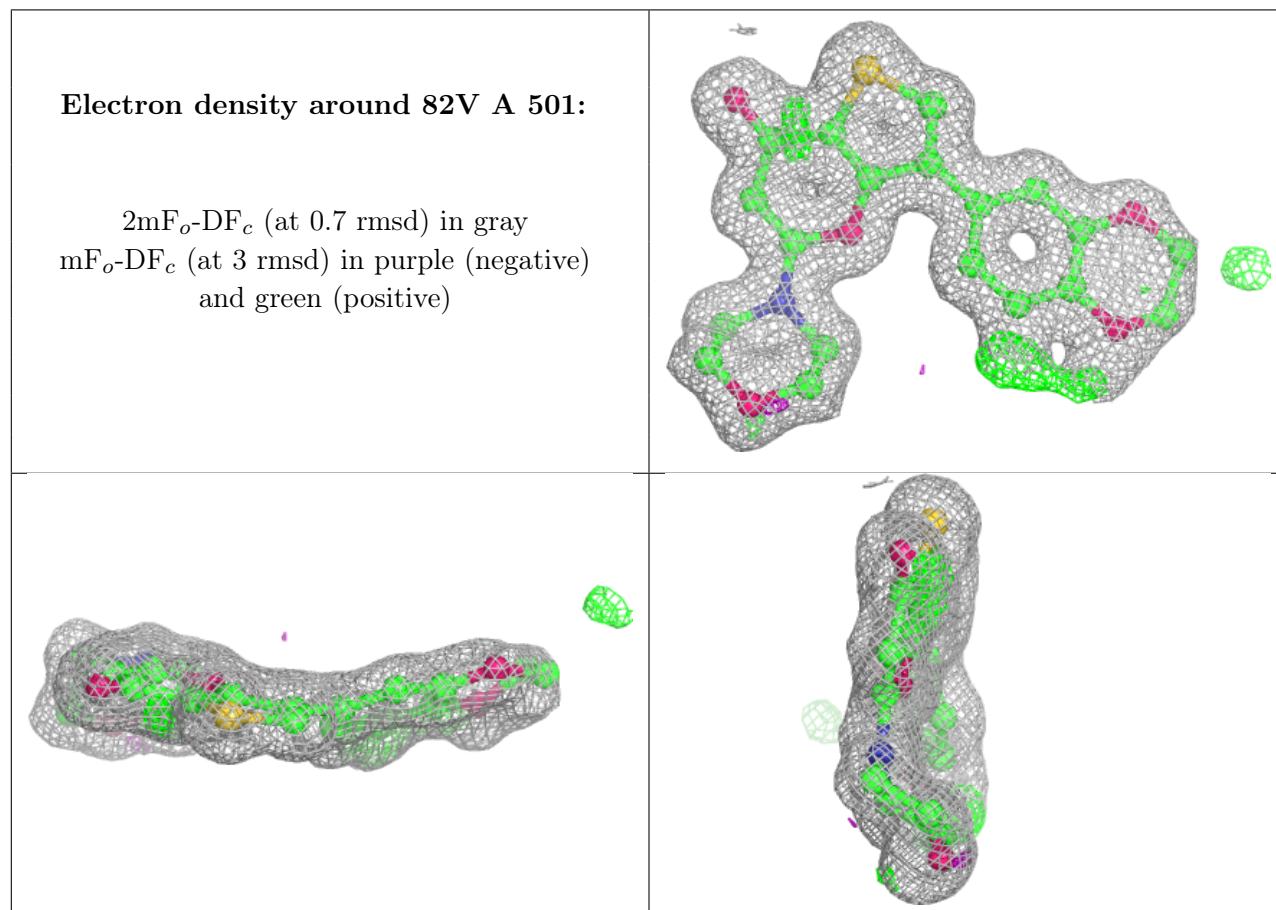 Electron density around 82V A 501:
2mFo-DFc (at 0.7 rmsd) in gray
mFo-DFc (at 3 rmsd) in purple (negative)
and green (positive)